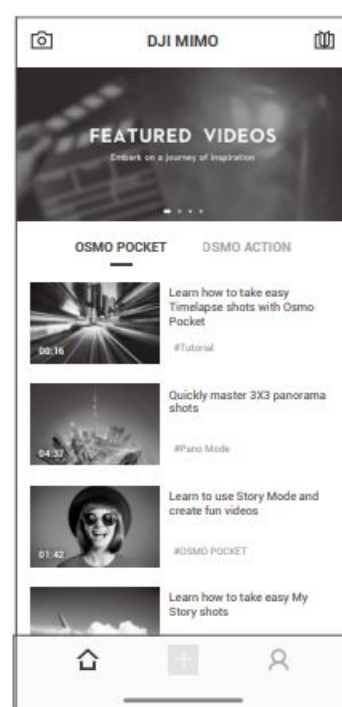 DJI MIMO
FEATURED VIDEOS
Embark on a journey of inspiration
OSMO POCKET
OSMO ACTION
Learn how to take easy
Timelapse shots with Osmo
Pocket
00:16
#Tutorial
Quickly master 3X3 panorama
shots
04:37
#Pano Mode
Learn to use Story Mode and
create fun videos
01:42
#OSMO POCKET
Learn how to take easy My
Story shots